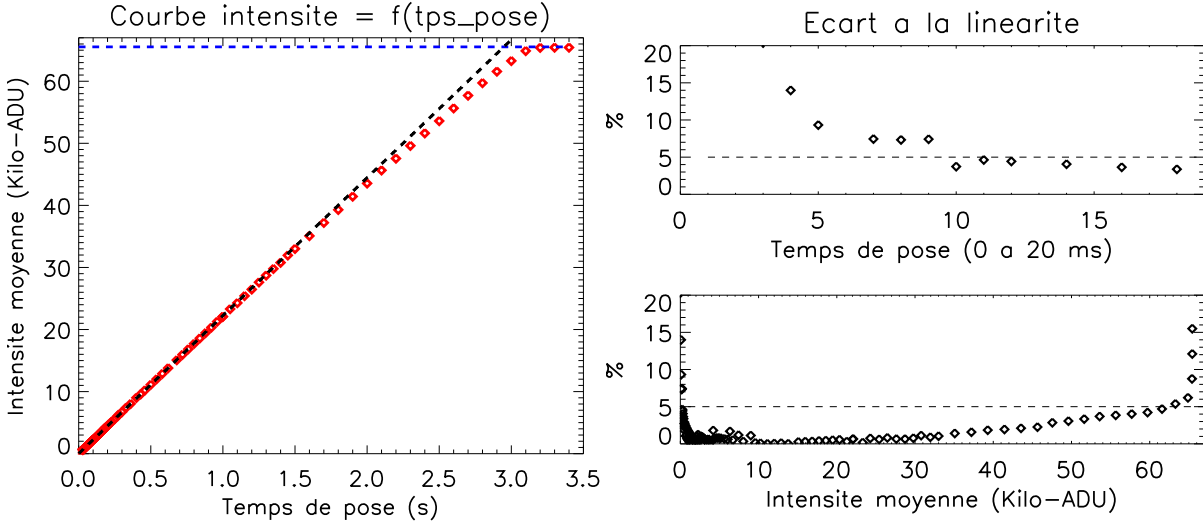 Courbe intensite = f(tps_pose)
Intensite moyenne (Kilo-ADU)
60
50
40
30
20
10
0
0.0 0.5 1.0 1.5 2.0 2.5 3.0 3.5
Temps de pose (s)
Ecart a la linearite
%
20
15
10
5
0
0 5 10 15
Temps de pose (0 a 20 ms)
%
20
15
10
5
0
0 10 20 30 40 50 60
Intensite moyenne (Kilo-ADU)